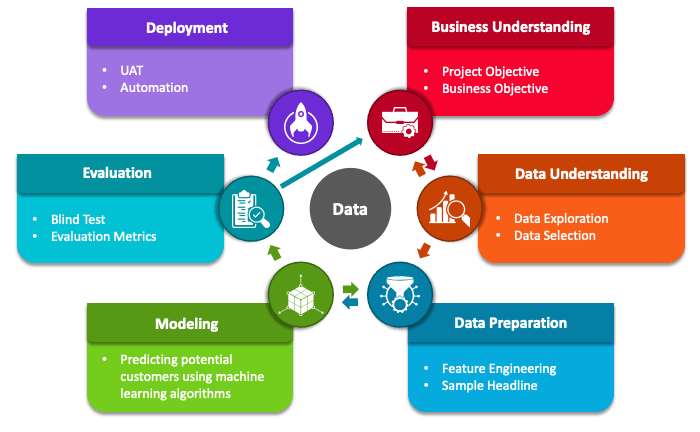 Deployment
• UAT
• Automation
Business Understanding
• Project Objective
• Business Objective
Evaluation
• Blind Test
• Evaluation Metrics
Data
Data Understanding
• Data Exploration
• Data Selection
Modeling
• Predicting potential
customers using machine
learning algorithms
Data Preparation
• Feature Engineering
• Sample Headline